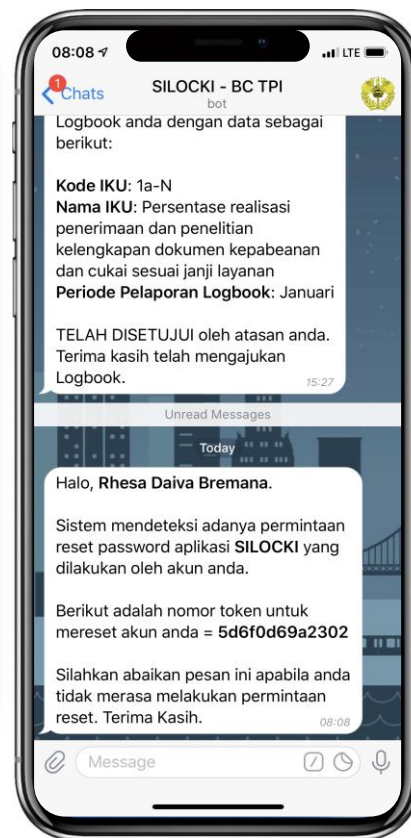 08:08
LTE
1
Chats
SILOCKI - BC TPI
bot
Logbook anda dengan data sebagai
berikut:
Kode IKU: 1a-N
Nama IKU: Persentase realisasi
penerimaan dan penelitian
kelengkapan dokumen kepabeanan
dan cukai sesuai janji layanan
Periode Pelaporan Logbook: Januari
TELAH DISETUJUI oleh atasan anda.
Terima kasih telah mengajukan
Logbook.
15:27
Unread Messages
Today
Halo, Rhesa Daiva Bremana.
Sistem mendeteksi adanya permintaan
reset password aplikasi SILOCKI yang
dilakukan oleh akun anda.
Berikut adalah nomor token untuk
mereset akun anda = 5d6f0d69a2302
Silahkan abaikan pesan ini apabila anda
tidak merasa melakukan permintaan
reset. Terima Kasih.
08:08
Message